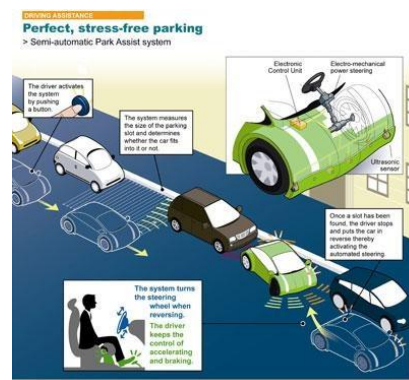 DRIVING ASSISTANCE
Perfect, stress-free parking
> Semi-automatic Park Assist system
The driver activates
the system
by pushing
a button.
The system measures
the size of the parking
slot and determines
whether the car fits
into it or not.
Electronic
Control Unit
Electro-mechanical
power steering
Ultrasonic
sensor
Once a slot has been
found, the driver stops
and puts the car in
reverse thereby
activating the
automated steering.
The system turns
the steering
wheel when
reversing.
The driver
keeps the
control of
accelerating
and braking.